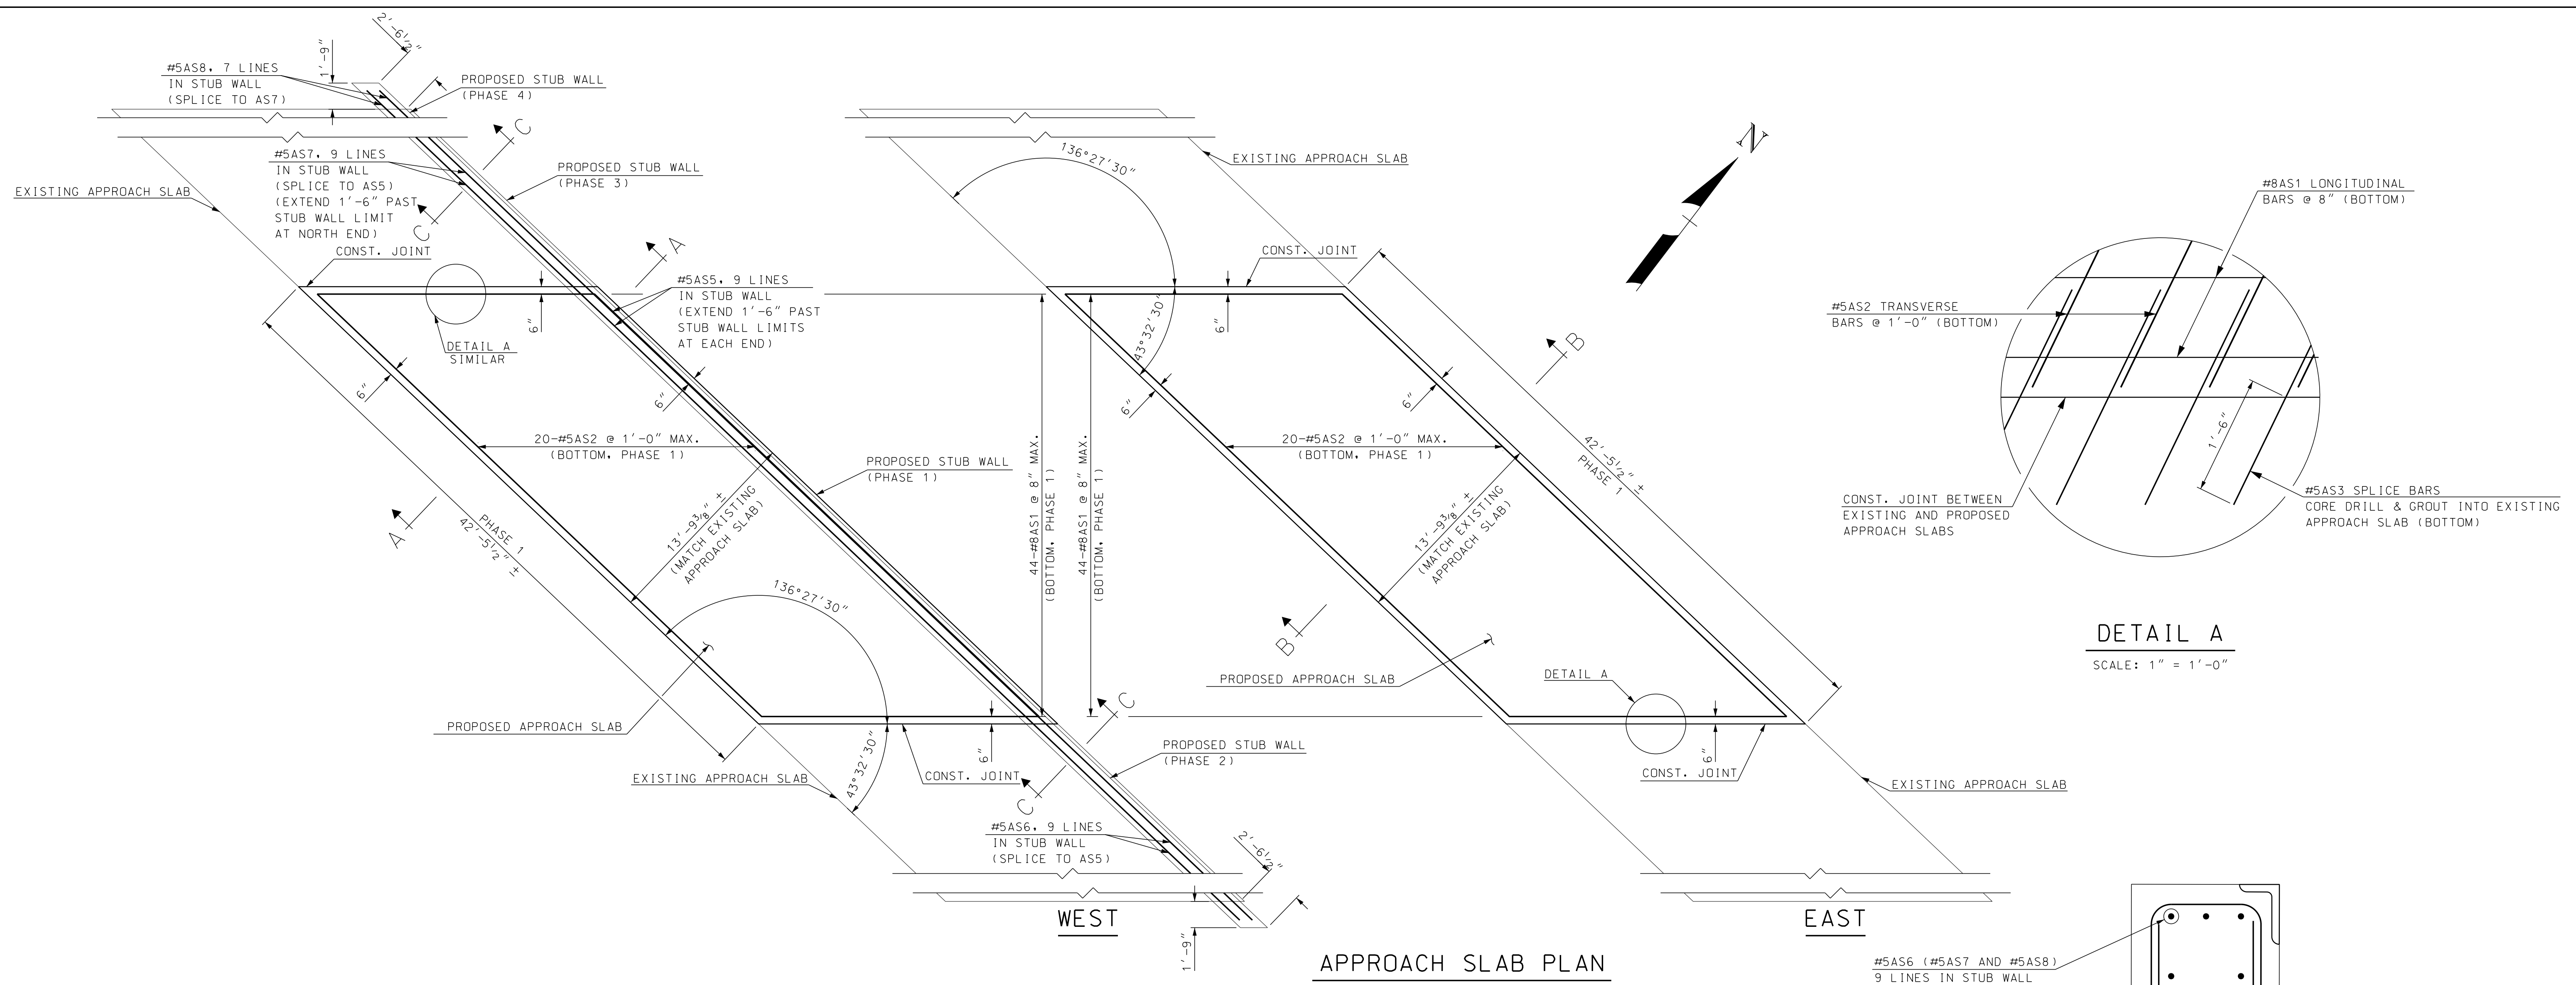 2'-6½"
1'-9"
#5AS8, 7 LINES
IN STUB WALL
(SPLICE TO AS7)
PROPOSED STUB WALL
(PHASE 4)
C
#5AS7, 9 LINES
IN STUB WALL
(SPLICE TO AS5)
(EXTEND 1'-6" PAST
STUB WALL LIMIT
AT NORTH END)
PROPOSED STUB WALL
(PHASE 3)
EXISTING APPROACH SLAB
C
CONST. JOINT
A
#5AS5, 9 LINES
IN STUB WALL
(EXTEND 1'-6" PAST
STUB WALL LIMITS
AT EACH END)
6"
DETAIL A
SIMILAR
6"
6"
20-#5AS2 @ 1'-0" MAX.
(BOTTOM, PHASE 1)
PROPOSED STUB WALL
(PHASE 1)
A
PHASE 1
42'-5½" ±
13'-9⅜" ±
(MATCH EXISTING
APPROACH SLAB)
136°27'30"
PROPOSED APPROACH SLAB
EXISTING APPROACH SLAB
43°32'30"
CONST. JOINT
6"
C
C
PROPOSED STUB WALL
(PHASE 2)
#5AS6, 9 LINES
IN STUB WALL
(SPLICE TO AS5)
2'-6½"
1'-9"
WEST
44-#8AS1 @ 8" MAX.
(BOTTOM, PHASE 1)
44-#8AS1 @ 8" MAX.
(BOTTOM, PHASE 1)
136°27'30"
EXISTING APPROACH SLAB
CONST. JOINT
6"
43°32'30"
6"
6"
N
B
20-#5AS2 @ 1'-0" MAX.
(BOTTOM, PHASE 1)
42'-5½" ±
PHASE 1
13'-9⅜" ±
(MATCH EXISTING
APPROACH SLAB)
B
PROPOSED APPROACH SLAB
DETAIL A
6"
CONST. JOINT
EXISTING APPROACH SLAB
EAST
APPROACH SLAB PLAN
#8AS1 LONGITUDINAL
BARS @ 8" (BOTTOM)
#5AS2 TRANSVERSE
BARS @ 1'-0" (BOTTOM)
1'-6"
CONST. JOINT BETWEEN
EXISTING AND PROPOSED
APPROACH SLABS
#5AS3 SPLICE BARS
CORE DRILL & GROUT INTO EXISTING
APPROACH SLAB (BOTTOM)
DETAIL A
SCALE: 1" = 1'-0"
#5AS6 (#5AS7 AND #5AS8)
9 LINES IN STUB WALL